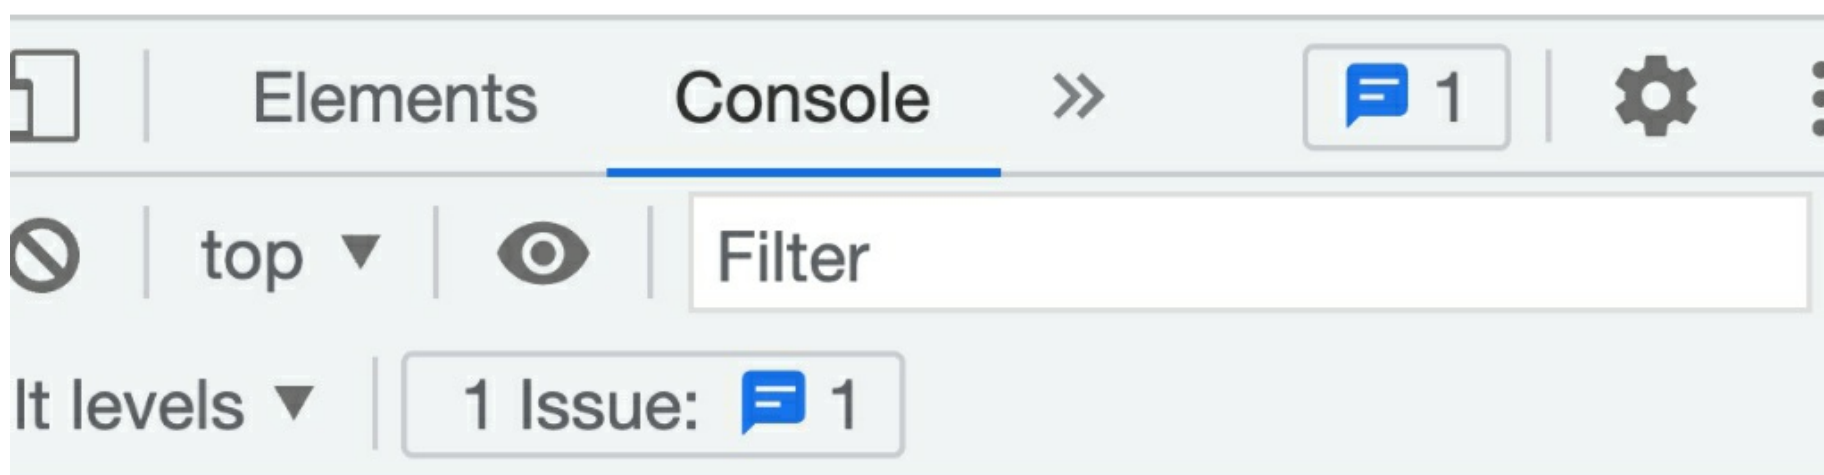 Elements Console 1
top Filter
lt levels 1 Issue: 1